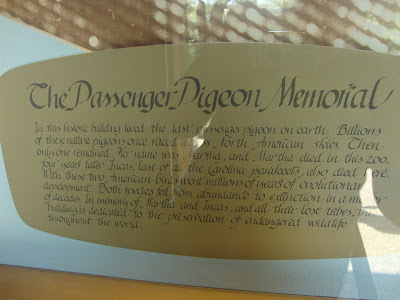 The Passenger Pigeon Memorial
In this historic building lived the last passenger pigeon on earth. Billions
of these native pigeons once raced North American skies. Then
only one remained. Her name was Martha, and Martha died in this zoo.
Four years later Incas, last of all the Carolina parakeets, also died here.
With these two American birds went millions of years of evolutionary
development. Both species fell from abundance to extinction in a matter
of decades. In memory of Martha and Incas, and all their lost tribes, this
building is dedicated to the preservation of endangered wildlife
throughout the world.